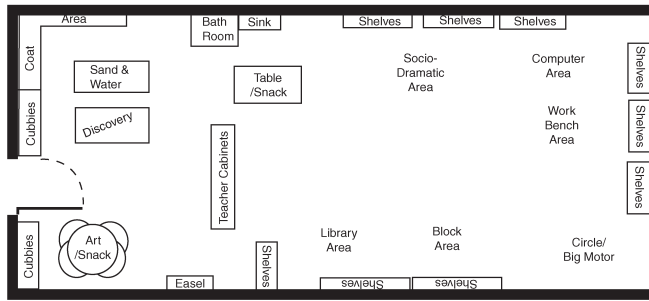 Area
Coat
Cubbies
Bath
Room
Sink
Shelves
Shelves
Shelves
Sand &
Water
Table
/Snack
Socio-
Dramatic
Area
Computer
Area
Shelves
Discovery
Work
Bench
Area
Shelves
Teacher Cabinets
Shelves
Cubbies
Art
/Snack
Library
Area
Block
Area
Circle/
Big Motor
Shelves
Easel
Shelves
Shelves